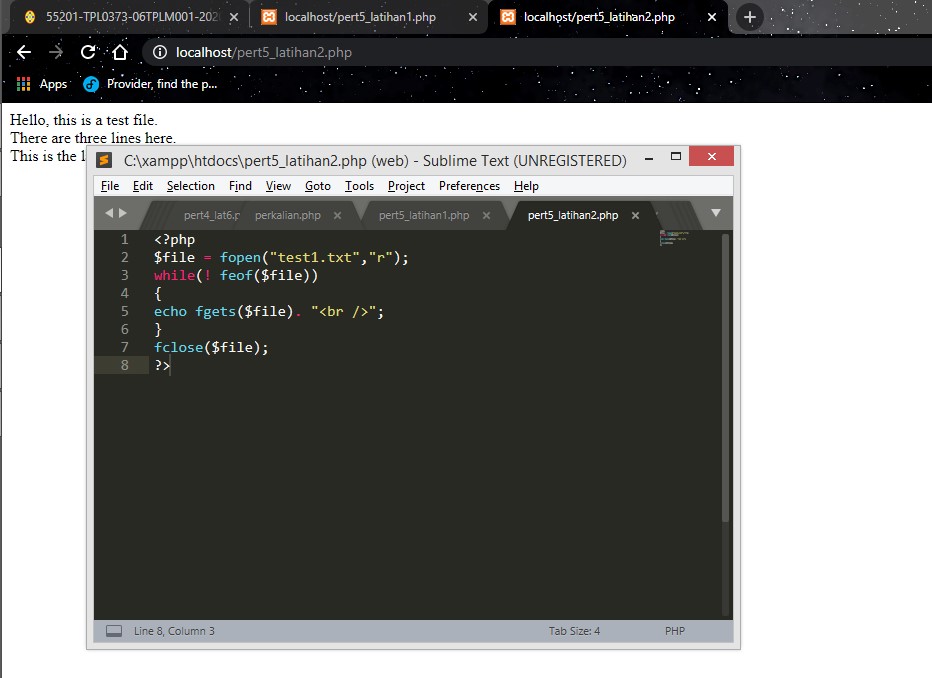 55201-TPL0373-06TPLM001-202
localhost/pert5_latihan1.php
localhost/pert5_latihan2.php
localhost/pert5_latihan2.php
Apps
Provider, find the p...
Hello, this is a test file.
There are three lines here.
This is the l
C:\xampp\htdocs\pert5_latihan2.php (web) - Sublime Text (UNREGISTERED)
File Edit Selection Find View Goto Tools Project Preferences Help
pert4_lat6.p perkalian.php pert5_latihan1.php pert5_latihan2.php
1 <?php
2 $file = fopen("test1.txt","r");
3 while(! feof($file))
4 {
5 echo fgets($file). "<br />";
6 }
7 fclose($file);
8 ?>
Line 8, Column 3 Tab Size: 4 PHP